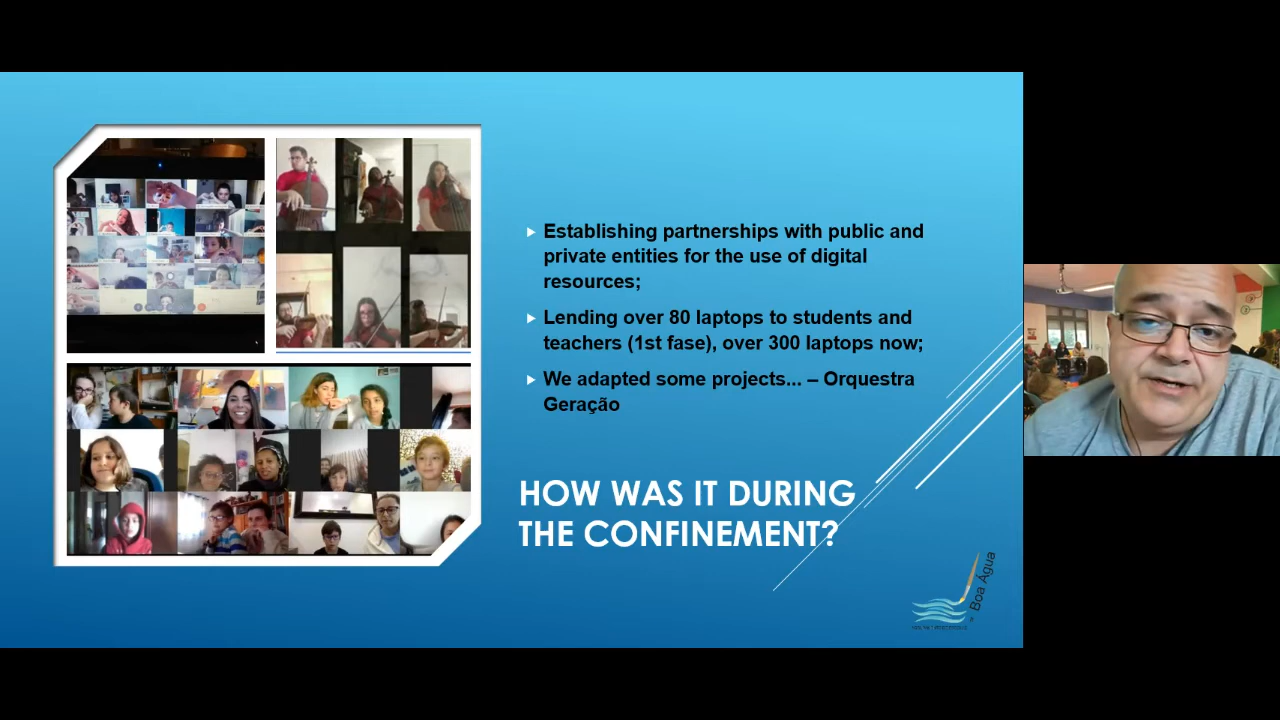 Establishing partnerships with public and
private entities for the use of digital
resources;
Lending over 80 laptops to students and
teachers (1st fase), over 300 laptops now;
We adapted some projects... – Orquestra
Geração
HOW WAS IT DURING
THE CONFINEMENT?
Boa Água